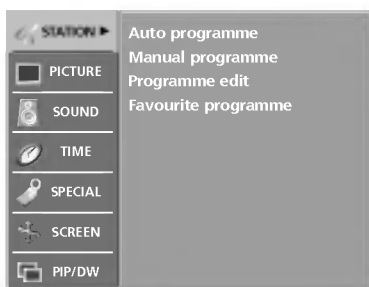 STATION
Auto programme
Manual programme
Programme edit
Favourite programme
PICTURE
SOUND
TIME
SPECIAL
SCREEN
PIP/DW